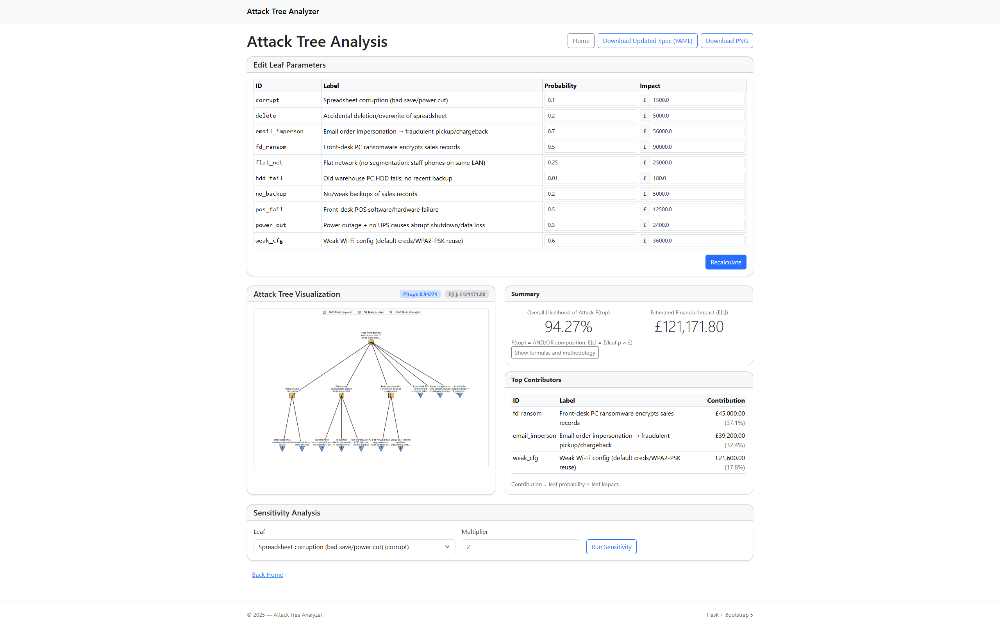 Attack Tree Analyzer
Attack Tree Analysis
Home
Download Updated Spec (YAML)
Download PNG
Edit Leaf Parameters
ID Label Probability Impact
corrupt Spreadsheet corruption (bad save/power cut) 0.1 £ 1500.0
delete Accidental deletion/overwrite of spreadsheet 0.2 £ 5000.0
email_imperson Email order impersonation → fraudulent pickup/chargeback 0.7 £ 56000.0
fd_ransom Front-desk PC ransomware encrypts sales records 0.5 £ 90000.0
flat_net Flat network (no segmentation; staff phones on same LAN) 0.25 £ 25000.0
hdd_fail Old warehouse PC HDD fails; no recent backup 0.01 £ 180.0
no_backup No/weak backups of sales records 0.2 £ 5000.0
pos_fail Front-desk POS software/hardware failure 0.5 £ 12500.0
power_out Power outage + no UPS causes abrupt shutdown/data loss 0.3 £ 2400.0
weak_cfg Weak Wi-Fi config (default creds/WPA2-PSK reuse) 0.6 £ 36000.0
Recalculate
Attack Tree Visualization
P(top): 0.94274
E[L]: £121171.80
AND Node (square) OR Node (circle) LEAF Node (triangle)
Loss from disrupti
on/compromise of
sales & records...
Point-of-sale
disruption
Warehouse
spreadsheet unavai
lable/corrupted
Insecure shop Wi-
Fi/network enables
compromise
Front-desk PC
ransomware
encrypts sales...
Power outage + no
UPS causes abrupt
shutdown/data loss
Email order
impersonation →
fraudulent...
Front-desk POS
failure
No/weak backups of
sales records
Spreadsheet
corruption (bad
save/power cut)
Accidental
deletion/overwrite
of spreadsheet
Old warehouse PC
HDD fails; no
recent backup
Flat network (no
segmentation;
staff phones on...
Weak Wi-Fi config
(default
creds/WPA2-PSK...
Summary
Overall Likelihood of Attack P(top)
94.27%
Estimated Financial Impact (E[L])
£121,171.80
P(top) = AND/OR composition. E[L] = Σ(leaf p × £).
Show formulas and methodology
Top Contributors
ID Label Contribution
fd_ransom Front-desk PC ransomware encrypts sales £45,000.00
records (37.1%)
email_imperson Email order impersonation → fraudulent £39,200.00
pickup/chargeback (32.4%)
weak_cfg Weak Wi-Fi config (default creds/WPA2-PSK £21,600.00
reuse) (17.8%)
Contribution = leaf probability × leaf impact.
Sensitivity Analysis
Leaf Multiplier
Spreadsheet corruption (bad save/power cut) (corrupt) 2 Run Sensitivity
Back Home
© 2025 — Attack Tree Analyzer
Flask + Bootstrap 5